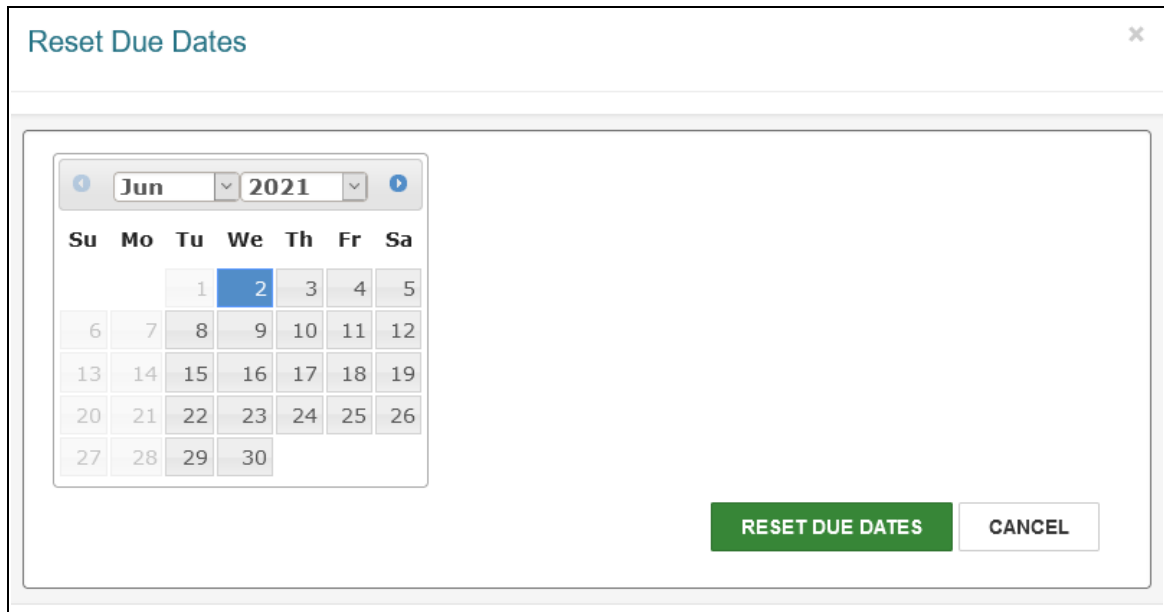 Reset Due Dates ×
Jun 2021
Su Mo Tu We Th Fr Sa
1 2 3 4 5
6 7 8 9 10 11 12
13 14 15 16 17 18 19
20 21 22 23 24 25 26
27 28 29 30
RESET DUE DATES CANCEL